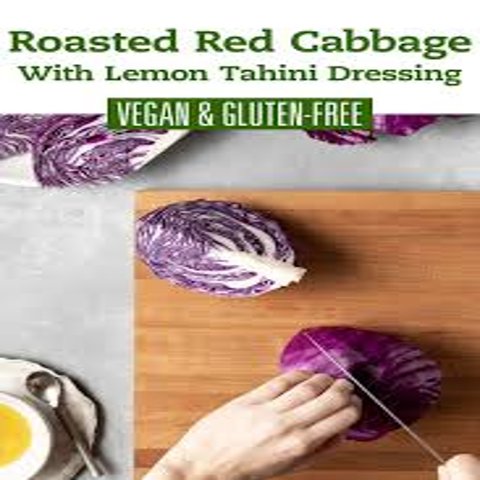 Roasted Red Cabbage
With Lemon Tahini Dressing
VEGAN & GLUTEN-FREE